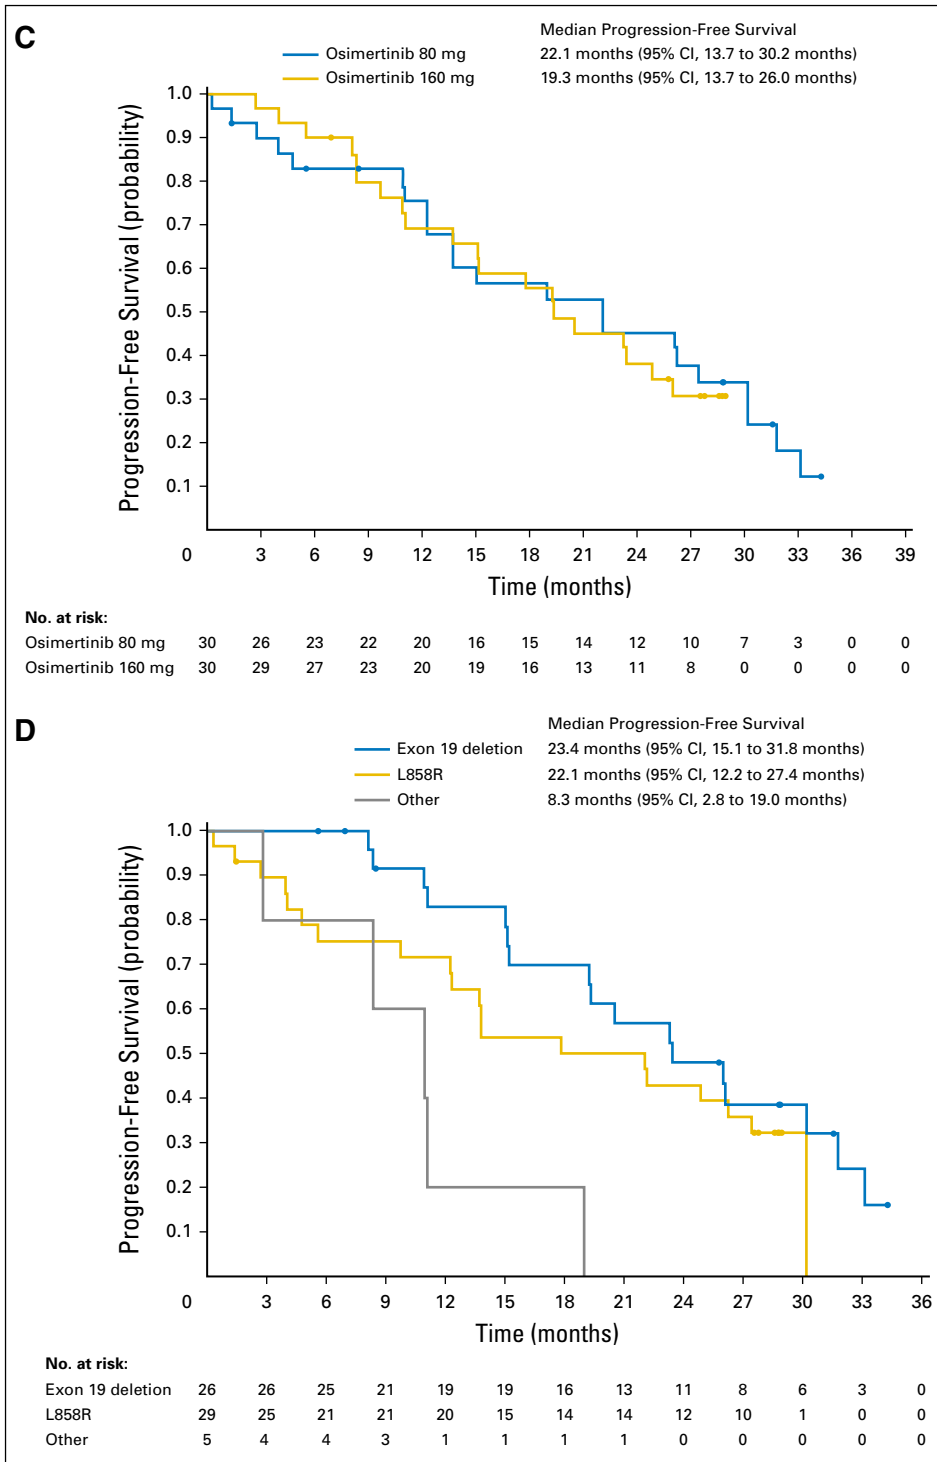 C
Median Progression-Free Survival
Osimertinib 80 mg 22.1 months (95% CI, 13.7 to 30.2 months)
Osimertinib 160 mg 19.3 months (95% CI, 13.7 to 26.0 months)
Progression-Free Survival (probability)
1.0
0.9
0.8
0.7
0.6
0.5
0.4
0.3
0.2
0.1
0 3 6 9 12 15 18 21 24 27 30 33 36 39
Time (months)
No. at risk:
Osimertinib 80 mg 30 26 23 22 20 16 15 14 12 10 7 3 0 0
Osimertinib 160 mg 30 29 27 23 20 19 16 13 11 8 0 0 0 0
D
Median Progression-Free Survival
Exon 19 deletion 23.4 months (95% CI, 15.1 to 31.8 months)
L858R 22.1 months (95% CI, 12.2 to 27.4 months)
Other 8.3 months (95% CI, 2.8 to 19.0 months)
Progression-Free Survival (probability)
1.0
0.9
0.8
0.7
0.6
0.5
0.4
0.3
0.2
0.1
0 3 6 9 12 15 18 21 24 27 30 33 36
Time (months)
No. at risk:
Exon 19 deletion 26 26 25 21 19 19 16 13 11 8 6 3 0
L858R 29 25 21 21 20 15 14 14 12 10 1 0 0
Other 5 4 4 3 1 1 1 1 0 0 0 0 0